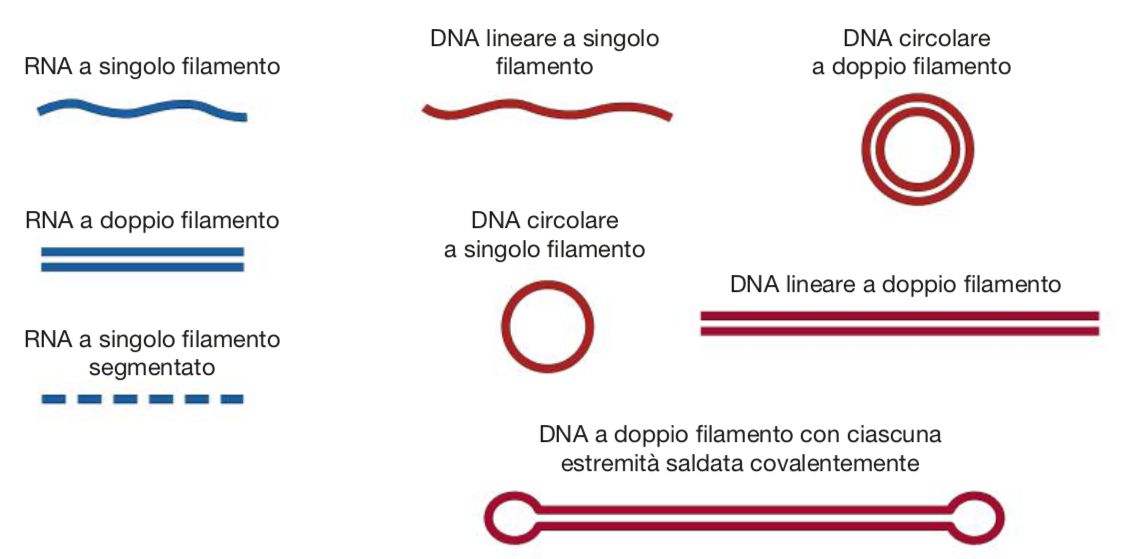 RNA a singolo filamento
DNA lineare a singolo
filamento
DNA circolare
a doppio filamento
RNA a doppio filamento
DNA circolare
a singolo filamento
DNA lineare a doppio filamento
RNA a singolo filamento
segmentato
DNA a doppio filamento con ciascuna
estremità saldata covalentemente